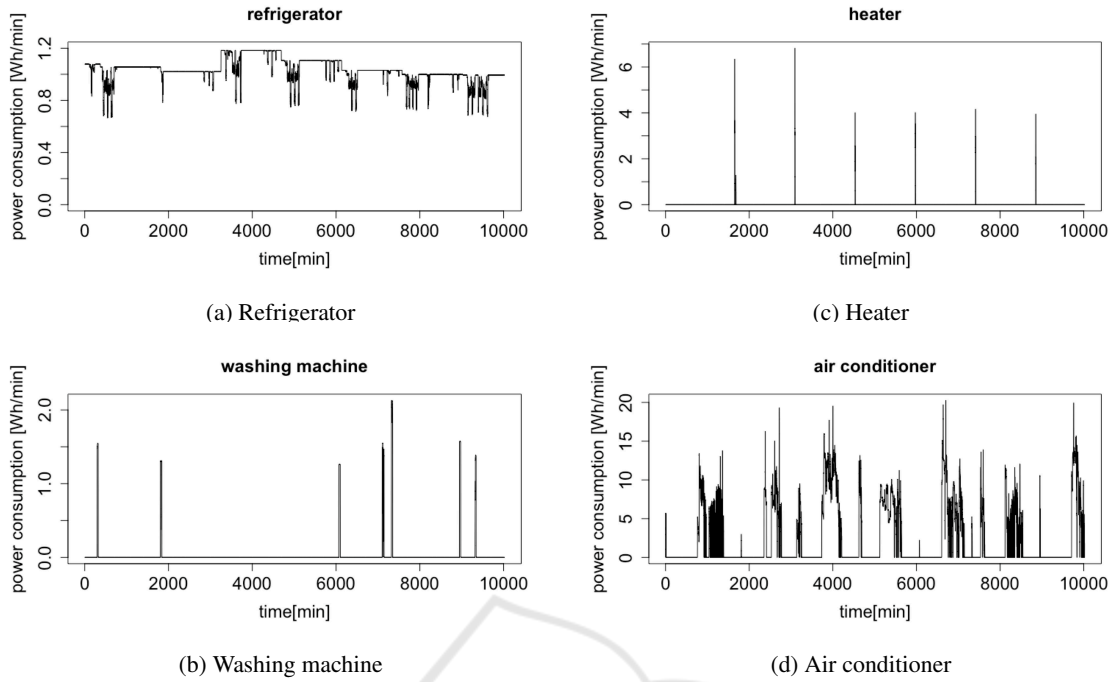 refrigerator
power consumption [Wh/min]
0.0 0.4 0.8 1.2
0 2000 4000 6000 8000 10000
time[min]
(a) Refrigerator
washing machine
power consumption [Wh/min]
0.0 1.0 2.0
0 2000 4000 6000 8000 10000
time[min]
(b) Washing machine
heater
power consumption [Wh/min]
0 2 4 6
0 2000 4000 6000 8000 10000
time[min]
(c) Heater
air conditioner
power consumption [Wh/min]
0 5 10 15 20
0 2000 4000 6000 8000 10000
time[min]
(d) Air conditioner